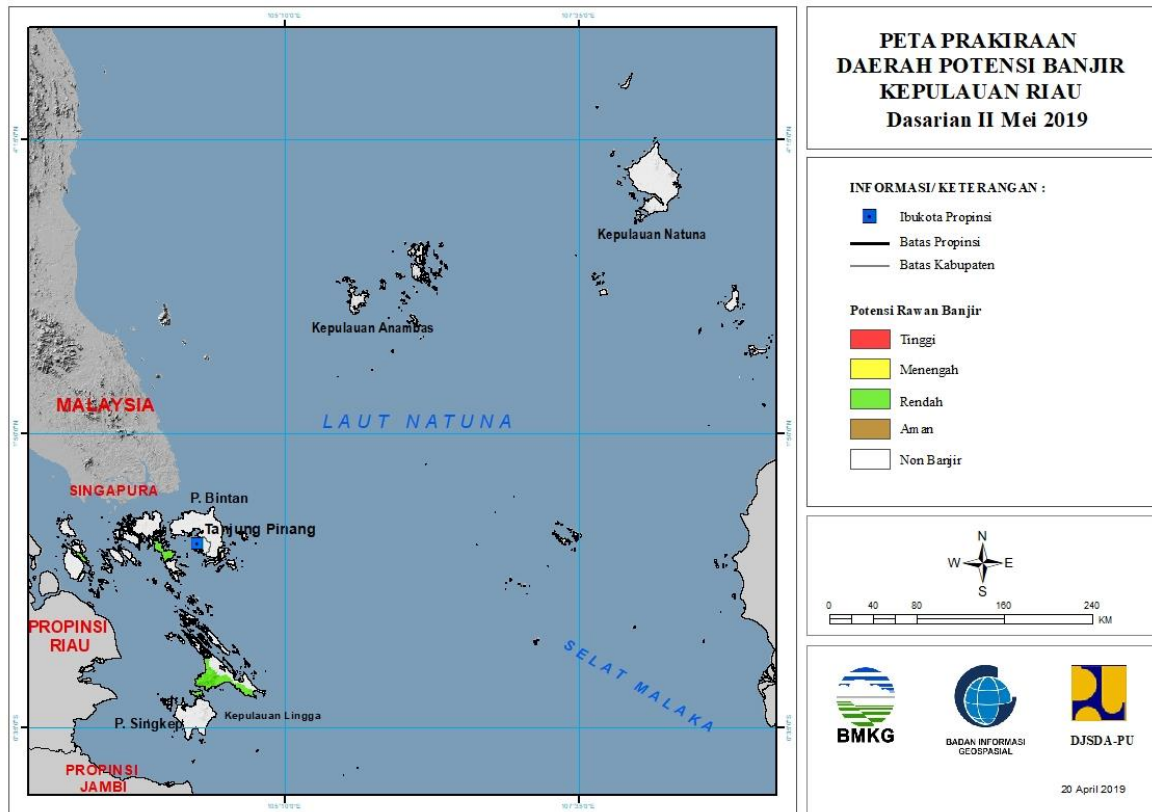 PETA PRAKIRAAN
DAERAH POTENSI BANJIR
KEPULAUAN RIAU
Dasarian II Mei 2019
INFORMASI/ KETERANGAN :
Ibukota Propinsi
Batas Propinsi
Batas Kabupaten
Potensi Rawan Banjir
Tinggi
Menengah
Rendah
Aman
Non Banjir
N
W E
S
0 40 80 160 240
KM
BMKG
BADAN INFORMASI
GEOSPASIAL
DJSDA-PU
20 April 2019
Kepulauan Natuna
Kepulauan Anambas
MALAYSIA
LAUT NATUNA
SINGAPURA
P. Bintan
Tanjung Pinang
PROPINSI
RIAU
SELAT MALAKA
P. Singkep
Kepulauan Lingga
PROPINSI
JAMBI